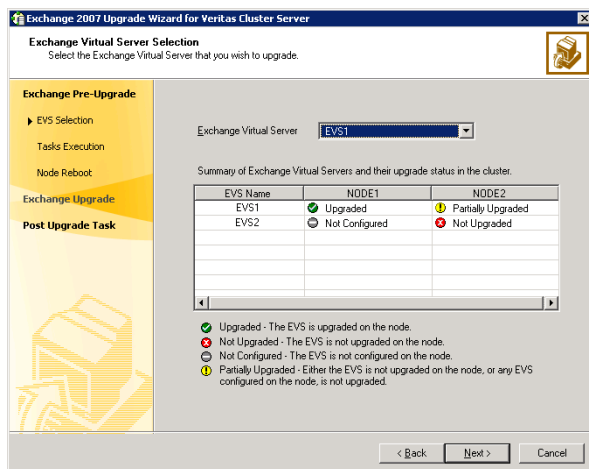 Exchange 2007 Upgrade Wizard for Veritas Cluster Server
Exchange Virtual Server Selection
Select the Exchange Virtual Server that you wish to upgrade.
Exchange Pre-Upgrade
EVS Selection
Tasks Execution
Node Reboot
Exchange Upgrade
Post Upgrade Task
Exchange Virtual Server EVS1
Summary of Exchange Virtual Servers and their upgrade status in the cluster.
EVS Name NODE1 NODE2
EVS1 Upgraded Partially Upgraded
EVS2 Not Configured Not Upgraded
Upgraded - The EVS is upgraded on the node.
Not Upgraded - The EVS is not upgraded on the node.
Not Configured - The EVS is not configured on the node.
Partially Upgraded - Either the EVS is not upgraded on the node, or any EVS
configured on the node, is not upgraded.
< Back Next > Cancel